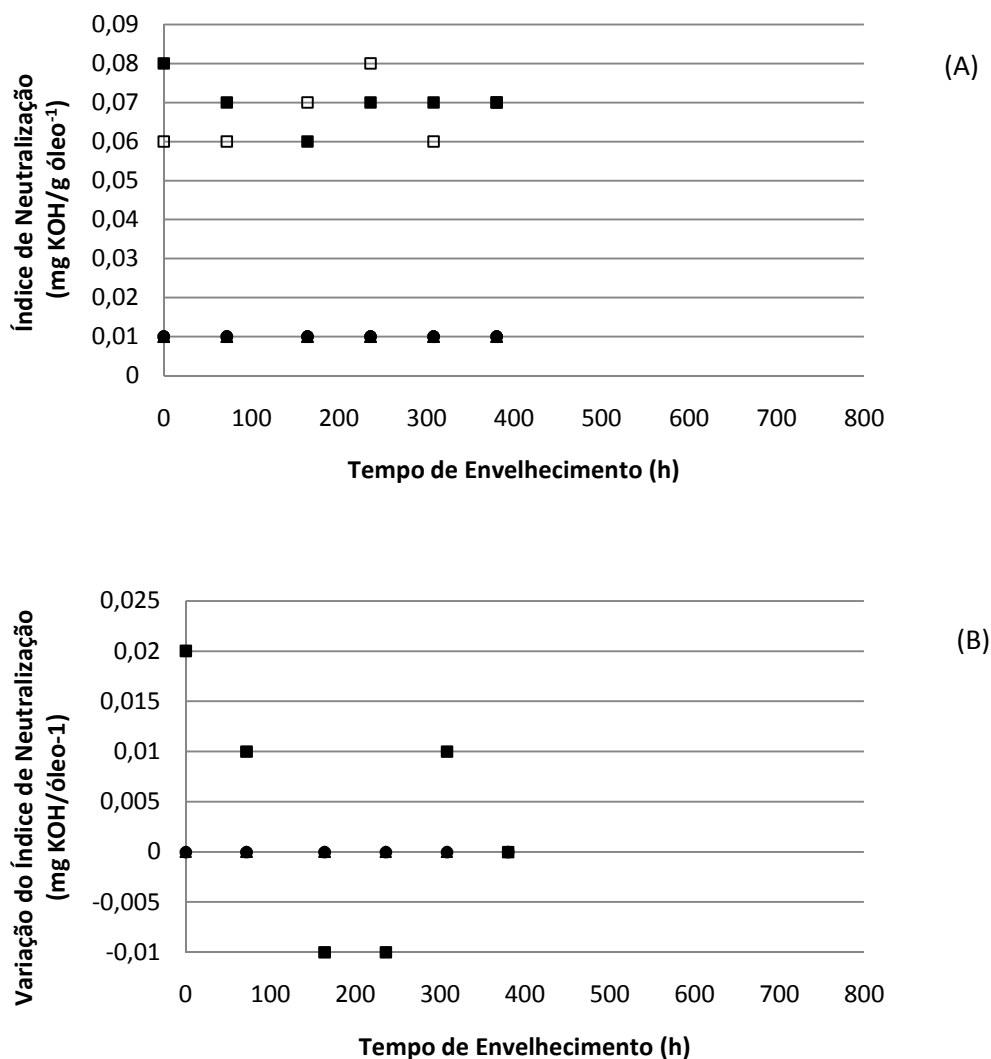 0,09
0,08
0,07
0,06
0,05
0,04
0,03
0,02
0,01
0
Índice de Neutralização
(mg KOH/g óleo-1)
0 100 200 300 400 500 600 700 800
Tempo de Envelhecimento (h)
(A)
0,025
0,02
0,015
0,01
0,005
0
-0,005
-0,01
Variação do Índice de Neutralização
(mg KOH/óleo-1)
0 100 200 300 400 500 600 700 800
Tempo de Envelhecimento (h)
(B)